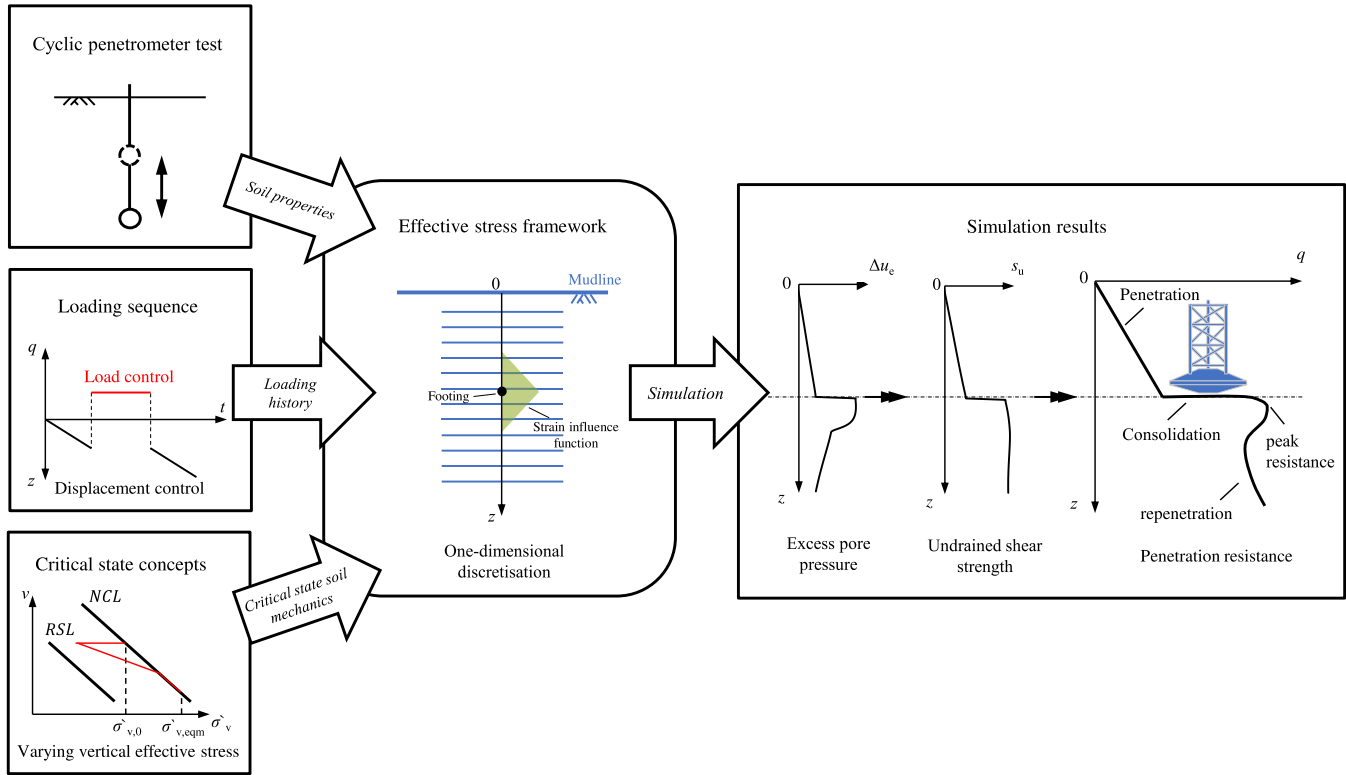 Cyclic penetrometer test
Loading sequence
q
Load control
t
z
Displacement control
Critical state concepts
v
NCL
RSL
σ`v,0
σ`v,eqm
σ`v
Varying vertical effective stress
Soil properties
Loading
history
Critical state soil
mechanics
Effective stress framework
0
Mudline
Footing
Strain influence
function
z
One-dimensional
discretisation
Simulation
Simulation results
0
Δue
z
Excess pore
pressure
0
su
z
Undrained shear
strength
0
q
Penetration
Consolidation
peak
resistance
z
repenetration
Penetration resistance